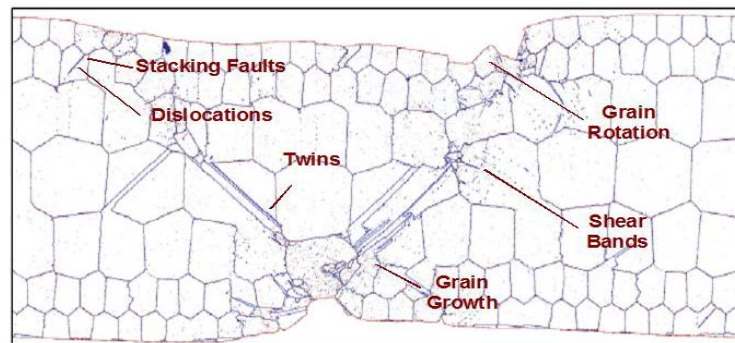 Stacking Faults
Dislocations
Grain
Rotation
Twins
Shear
Bands
Grain
Growth